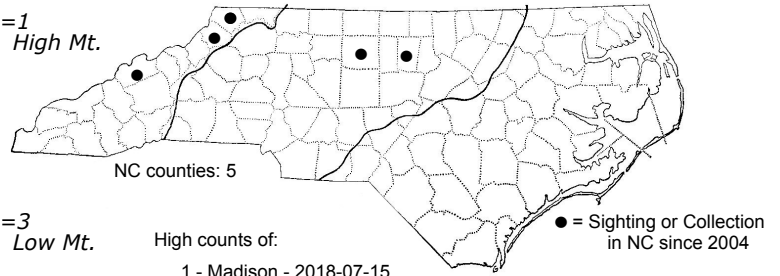 =1
High Mt.
NC counties: 5
=3
Low Mt.
High counts of:
1 - Madison - 2018-07-15
● = Sighting or Collection
in NC since 2004